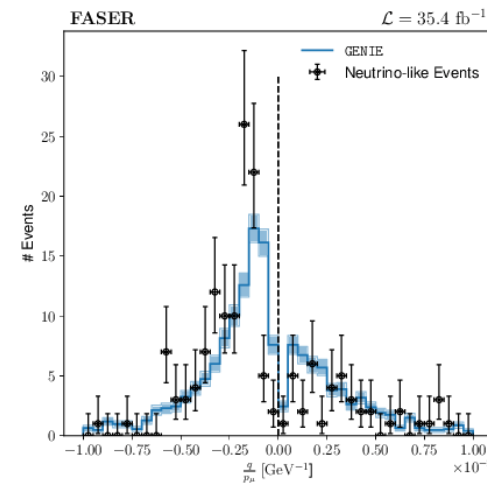 FASER
ℒ = 35.4 fb⁻¹
GENIE
Neutrino-like Events
# Events
30
25
20
15
10
5
0
−1.00 −0.75 −0.50 −0.25 0.00 0.25 0.50 0.75 1.00
q/pμ [GeV⁻¹]
×10⁻